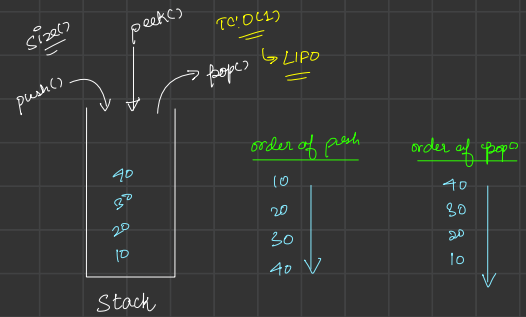 size()
peek()
TC:O(1)
↳ LIFO
push()
pop()
order of push
order of pop
40
30
20
10
10
20
30
40
40
30
20
10
Stack